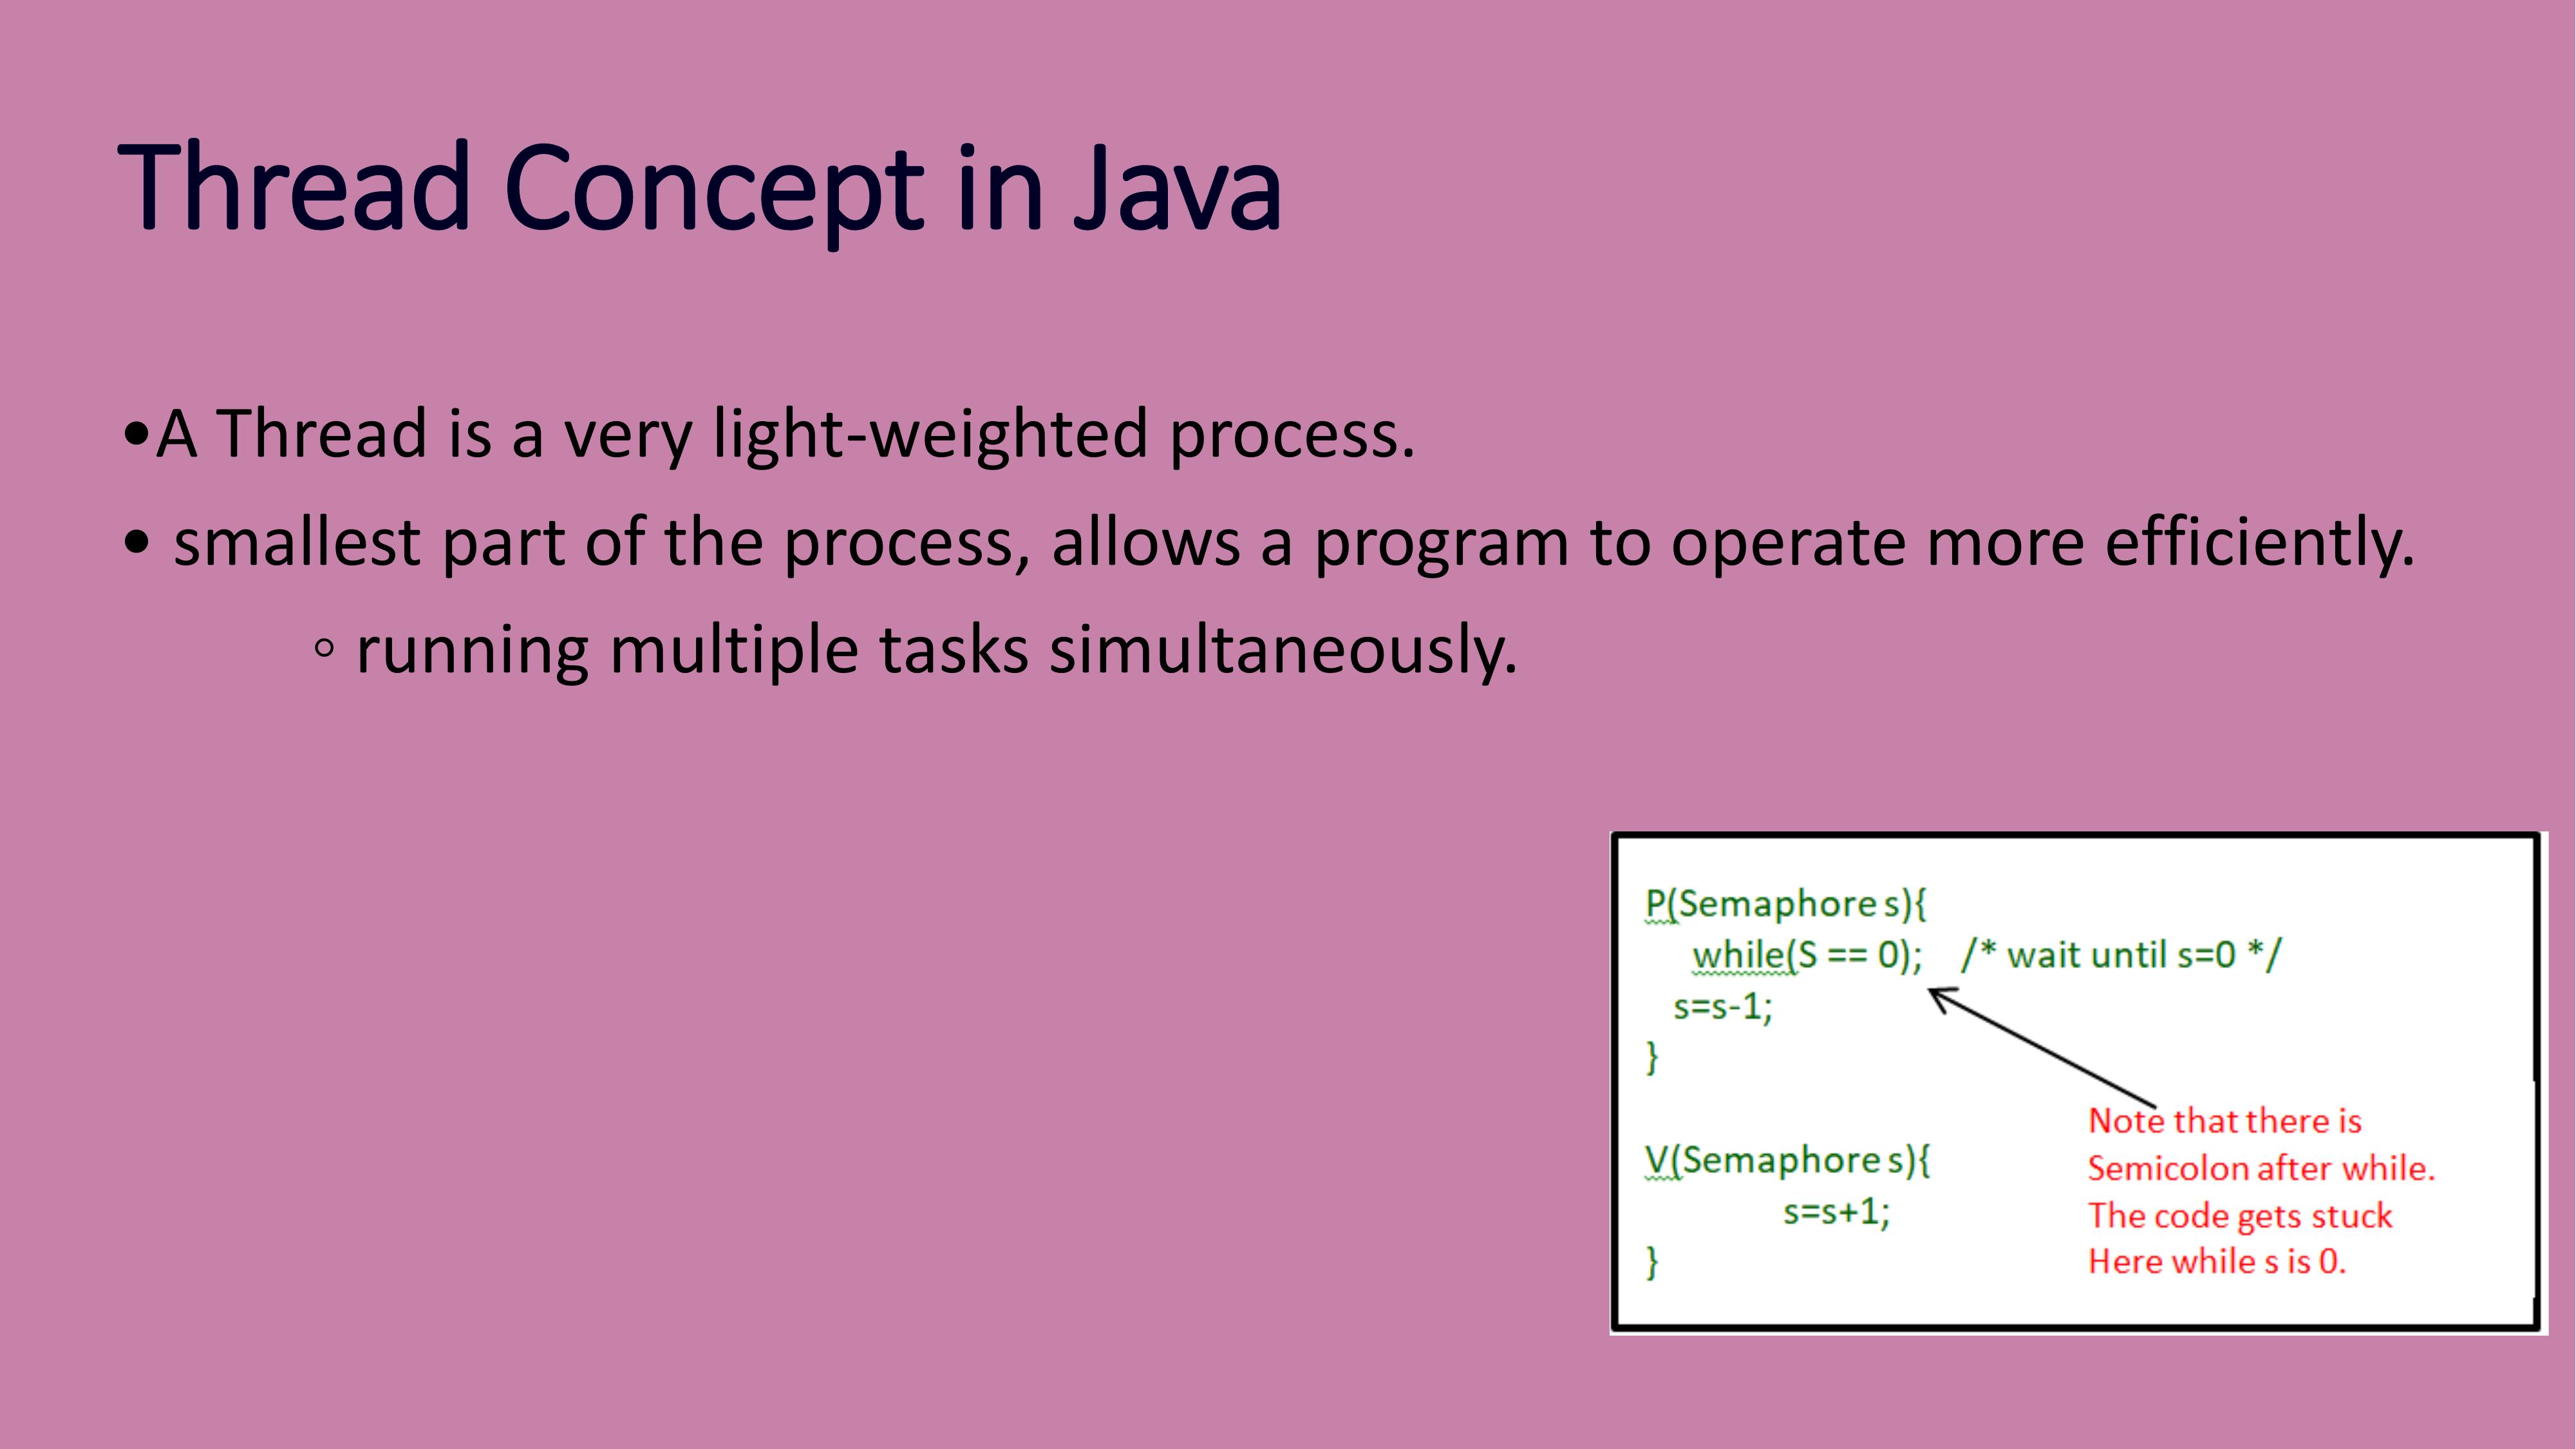 Thread Concept in Java
•A Thread is a very light-weighted process.
• smallest part of the process, allows a program to operate more efficiently.
◦ running multiple tasks simultaneously.
P(Semaphore s){
while(S == 0); /* wait until s=0 */
s=s-1;
}
V(Semaphore s){
s=s+1;
}
Note that there is
Semicolon after while.
The code gets stuck
Here while s is 0.